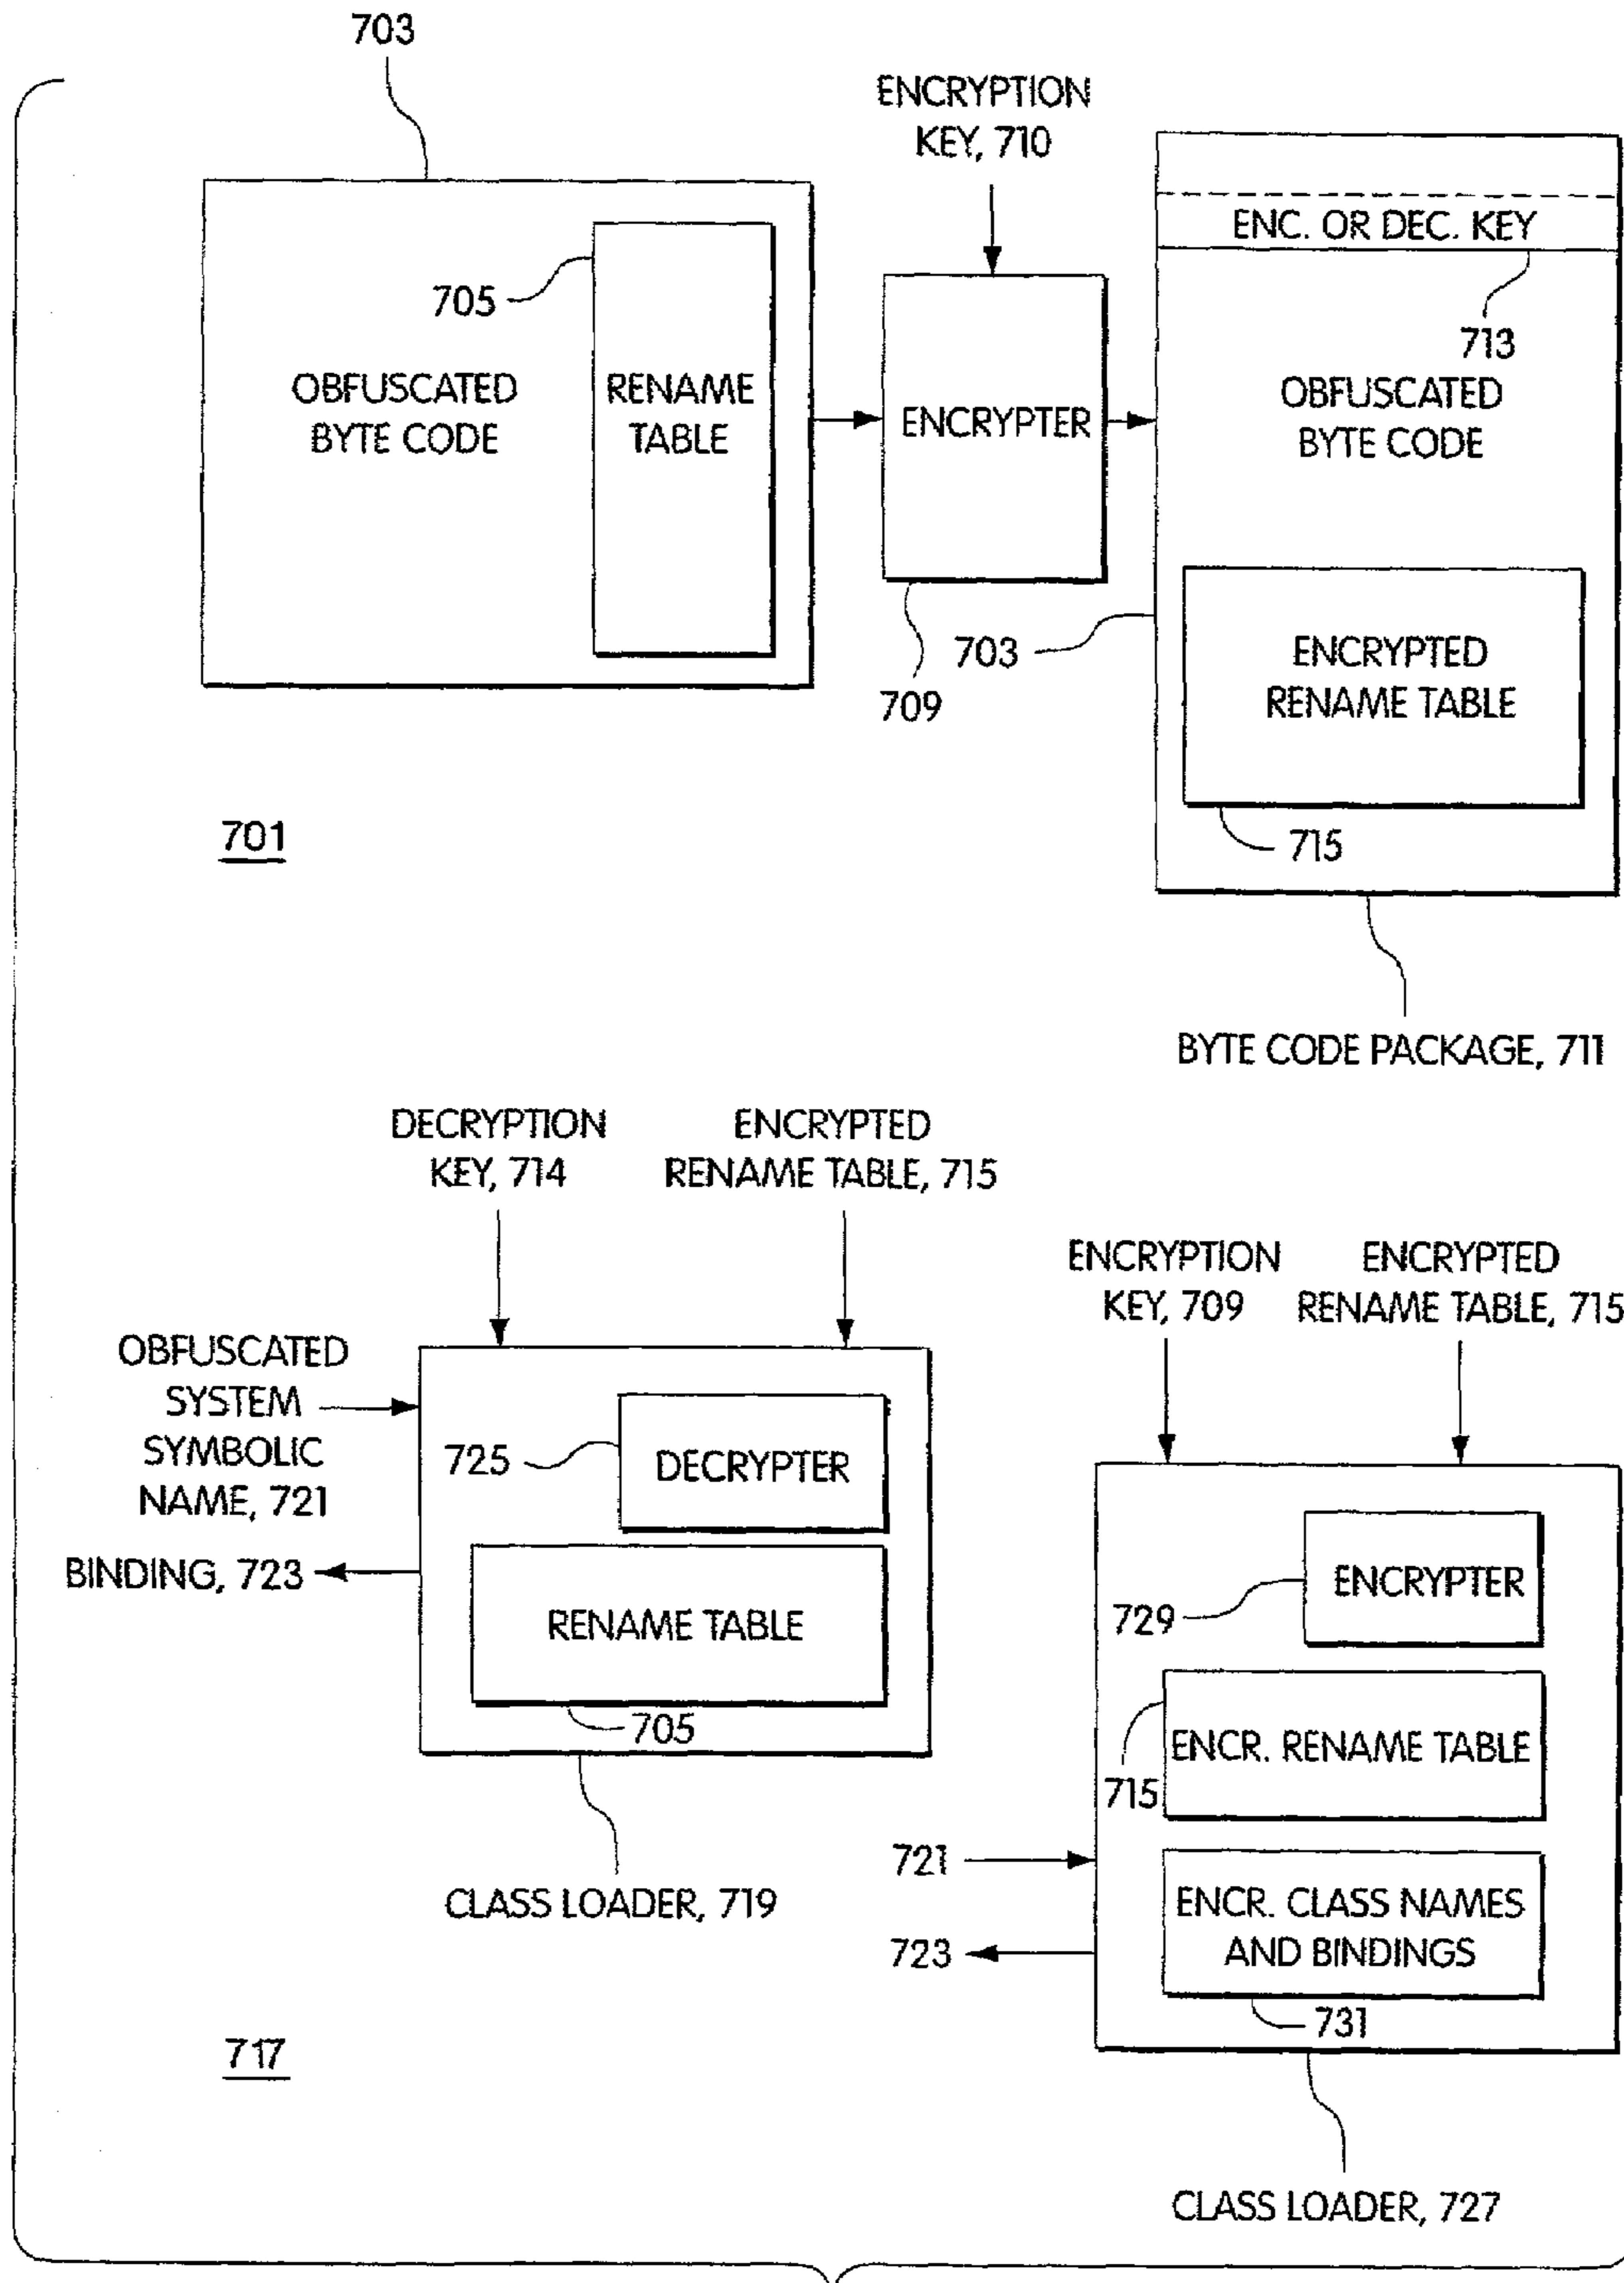 703
ENCRYPTION
KEY, 710
ENC. OR DEC. KEY
713
705
OBFUSCATED
BYTE CODE
RENAME
TABLE
ENCRYPTER
709
OBFUSCATED
BYTE CODE
703
ENCRYPTED
RENAME TABLE
715
701
BYTE CODE PACKAGE, 711
DECRYPTION
KEY, 714
ENCRYPTED
RENAME TABLE, 715
OBFUSCATED
SYSTEM
SYMBOLIC
NAME, 721
BINDING, 723
725
DECRYPTER
RENAME TABLE
705
CLASS LOADER, 719
ENCRYPTION
KEY, 709
ENCRYPTED
RENAME TABLE, 715
ENCRYPTER
729
715
ENCR. RENAME TABLE
721
723
ENCR. CLASS NAMES
AND BINDINGS
731
717
CLASS LOADER, 727